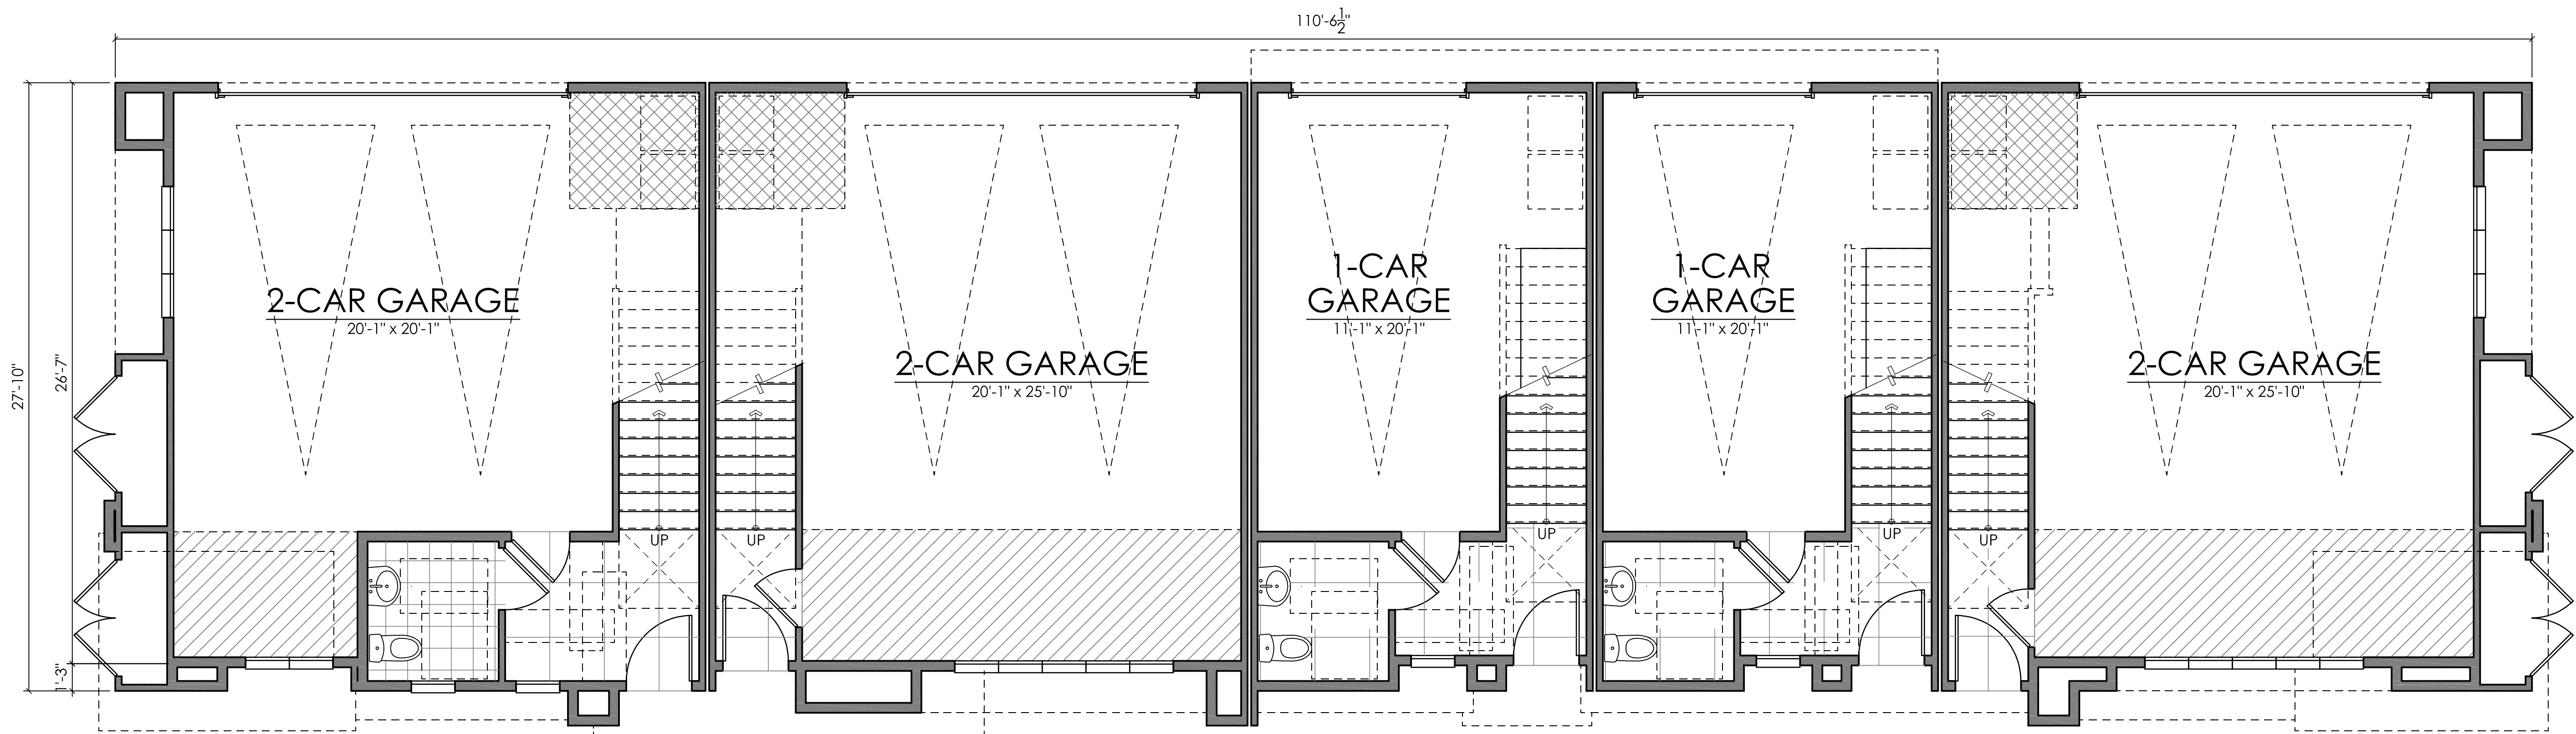 110'-6 1/2"
27'-10"
26'-7"
1'-3"
2-CAR GARAGE
20'-1" x 20'-1"
2-CAR GARAGE
20'-1" x 25'-10"
1-CAR
GARAGE
11'-1" x 20'-1"
1-CAR
GARAGE
11'-1" x 20'-1"
2-CAR GARAGE
20'-1" x 25'-10"
UP
UP
UP
UP
UP